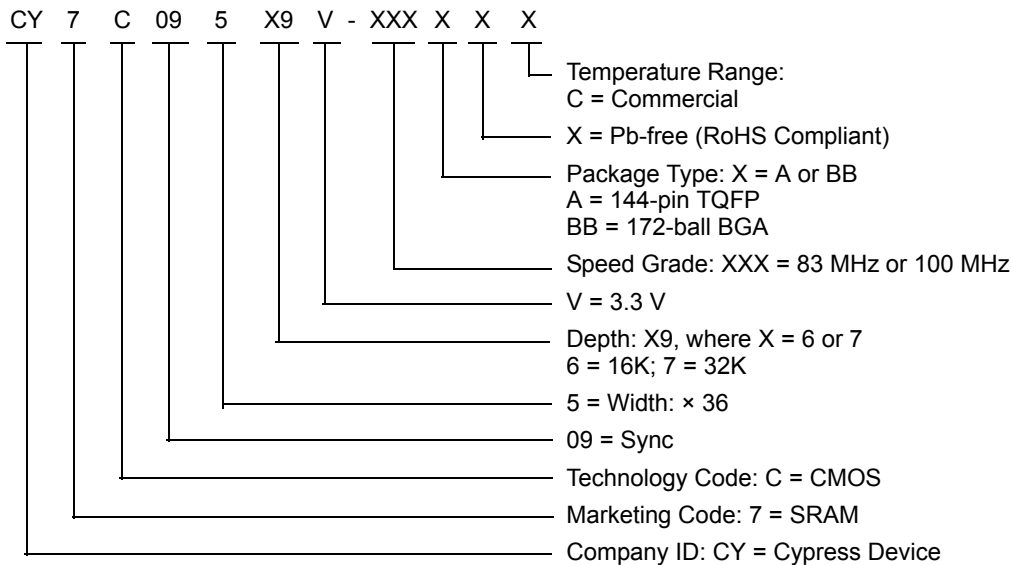 CY 7 C 09 5 X9 V - XXX X X X
Temperature Range:
C = Commercial
X = Pb-free (RoHS Compliant)
Package Type: X = A or BB
A = 144-pin TQFP
BB = 172-ball BGA
Speed Grade: XXX = 83 MHz or 100 MHz
V = 3.3 V
Depth: X9, where X = 6 or 7
6 = 16K; 7 = 32K
5 = Width: × 36
09 = Sync
Technology Code: C = CMOS
Marketing Code: 7 = SRAM
Company ID: CY = Cypress Device